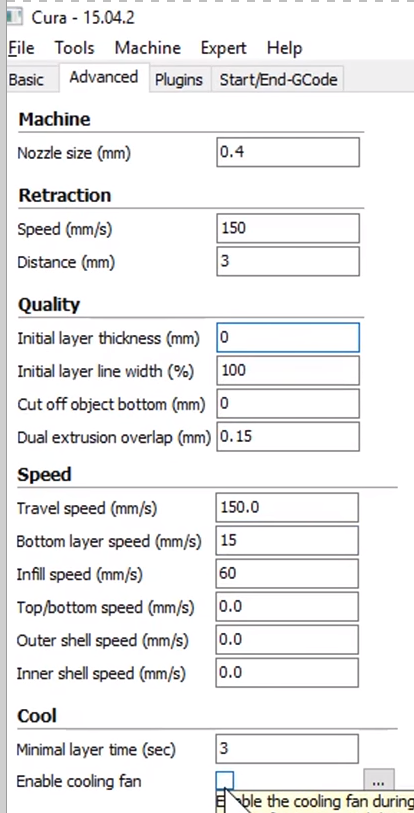 Cura - 15.04.2
File Tools Machine Expert Help
Basic Advanced Plugins Start/End-GCode
Machine
Nozzle size (mm) 0.4
Retraction
Speed (mm/s) 150
Distance (mm) 3
Quality
Initial layer thickness (mm) 0
Initial layer line width (%) 100
Cut off object bottom (mm) 0
Dual extrusion overlap (mm) 0.15
Speed
Travel speed (mm/s) 150.0
Bottom layer speed (mm/s) 15
Infill speed (mm/s) 60
Top/bottom speed (mm/s) 0.0
Outer shell speed (mm/s) 0.0
Inner shell speed (mm/s) 0.0
Cool
Minimal layer time (sec) 3
Enable cooling fan ...
Enable the cooling fan during